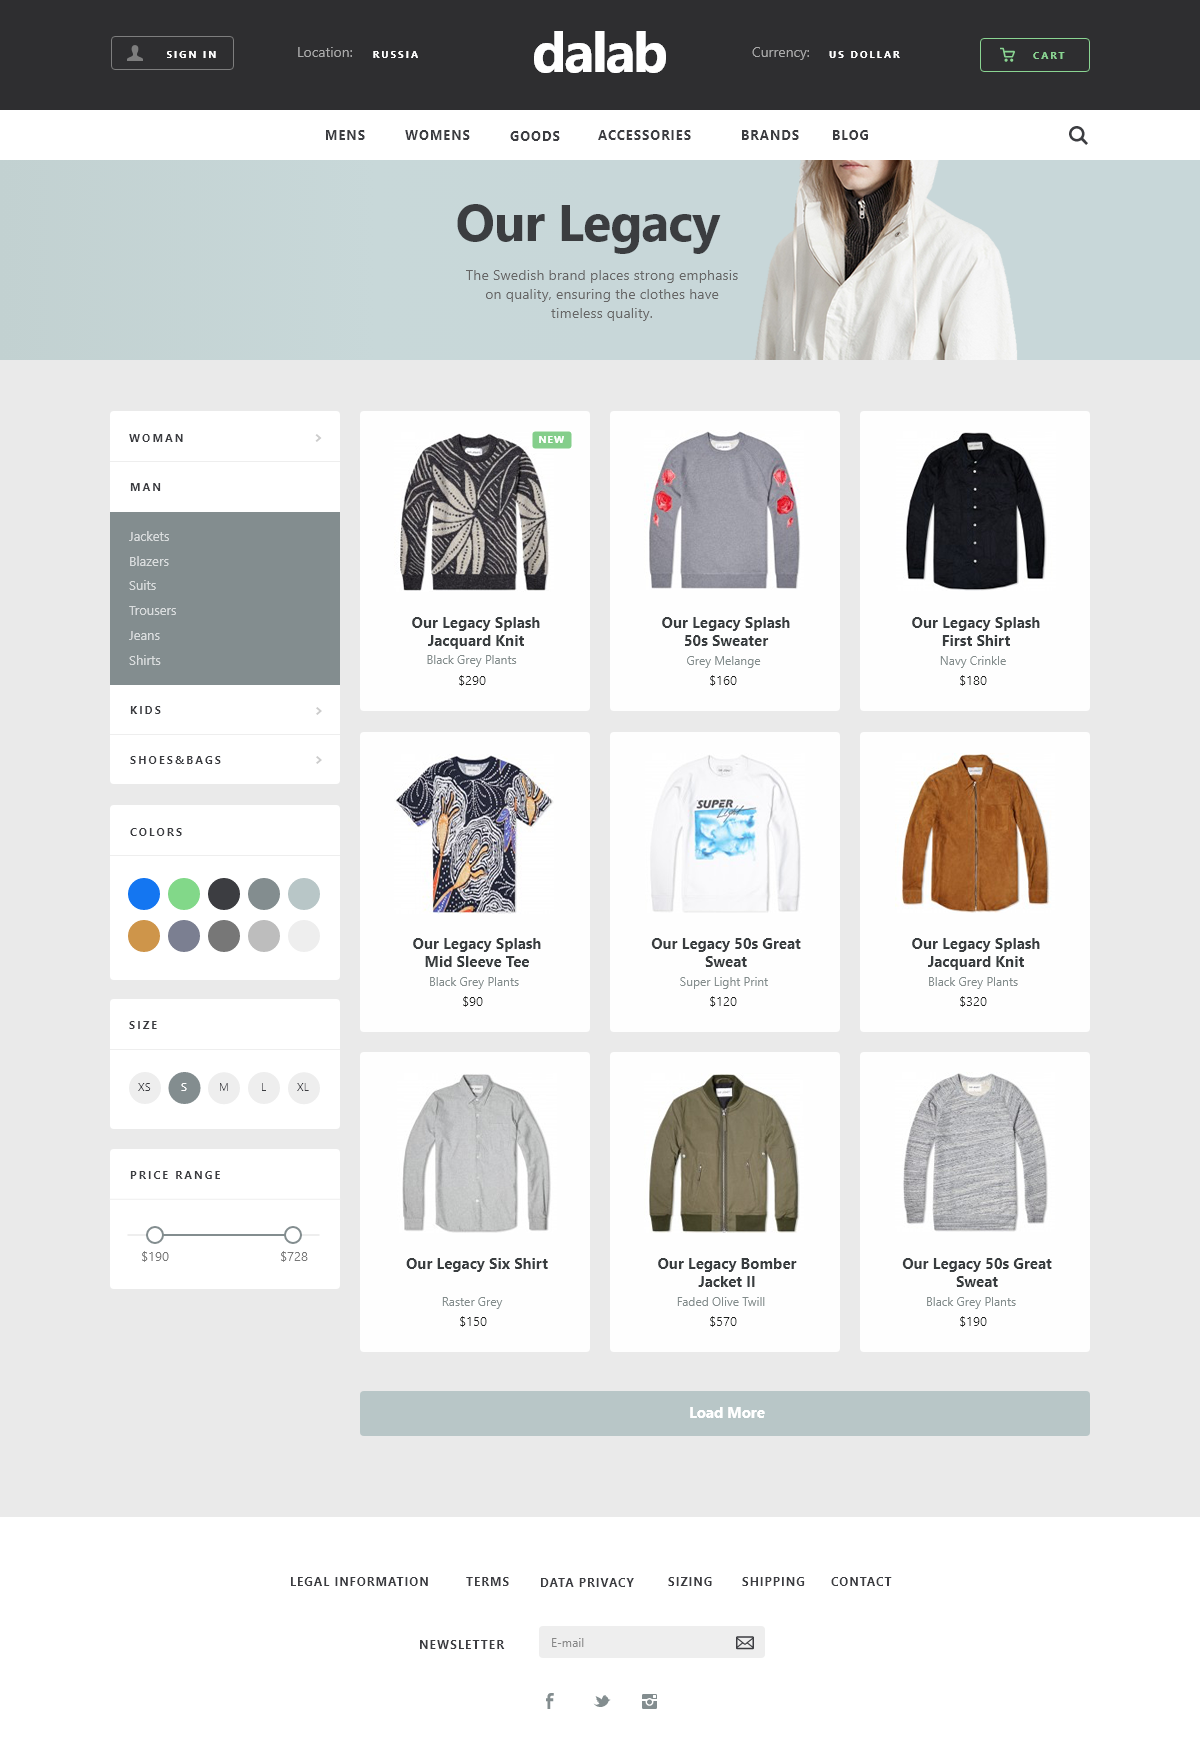 SIGN IN
Location: RUSSIA
dalab
Currency: US DOLLAR
CART
MENS WOMENS GOODS ACCESSORIES BRANDS BLOG
Our Legacy
The Swedish brand places strong emphasis
on quality, ensuring the clothes have
timeless quality.
WOMAN
MAN
Jackets
Blazers
Suits
Trousers
Jeans
Shirts
KIDS
SHOES&BAGS
COLORS
SIZE
XS S M L XL
PRICE RANGE
$190 $728
NEW
Our Legacy Splash
Jacquard Knit
Black Grey Plants
$290
Our Legacy Splash
50s Sweater
Grey Melange
$160
Our Legacy Splash
First Shirt
Navy Crinkle
$180
Our Legacy Splash
Mid Sleeve Tee
Black Grey Plants
$90
SUPER
Light
Our Legacy 50s Great
Sweat
Super Light Print
$120
Our Legacy Splash
Jacquard Knit
Black Grey Plants
$320
Our Legacy Six Shirt
Raster Grey
$150
Our Legacy Bomber
Jacket II
Faded Olive Twill
$570
Our Legacy 50s Great
Sweat
Black Grey Plants
$190
Load More
LEGAL INFORMATION TERMS DATA PRIVACY SIZING SHIPPING CONTACT
NEWSLETTER
E-mail